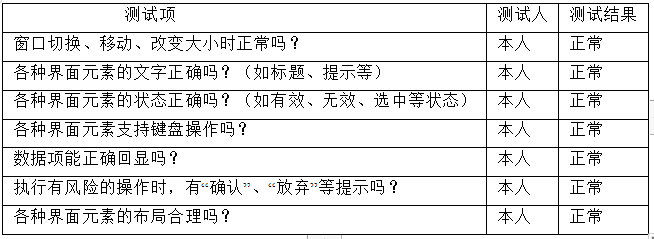 测试项 测试人 测试结果
窗口切换、移动、改变大小时正常吗？ 本人 正常
各种界面元素的文字正确吗？（如标题、提示等） 本人 正常
各种界面元素的状态正确吗？（如有效、无效、选中等状态） 本人 正常
各种界面元素支持键盘操作吗？ 本人 正常
数据项能正确回显吗？ 本人 正常
执行有风险的操作时，有“确认”、“放弃”等提示吗？ 本人 正常
各种界面元素的布局合理吗？ 本人 正常